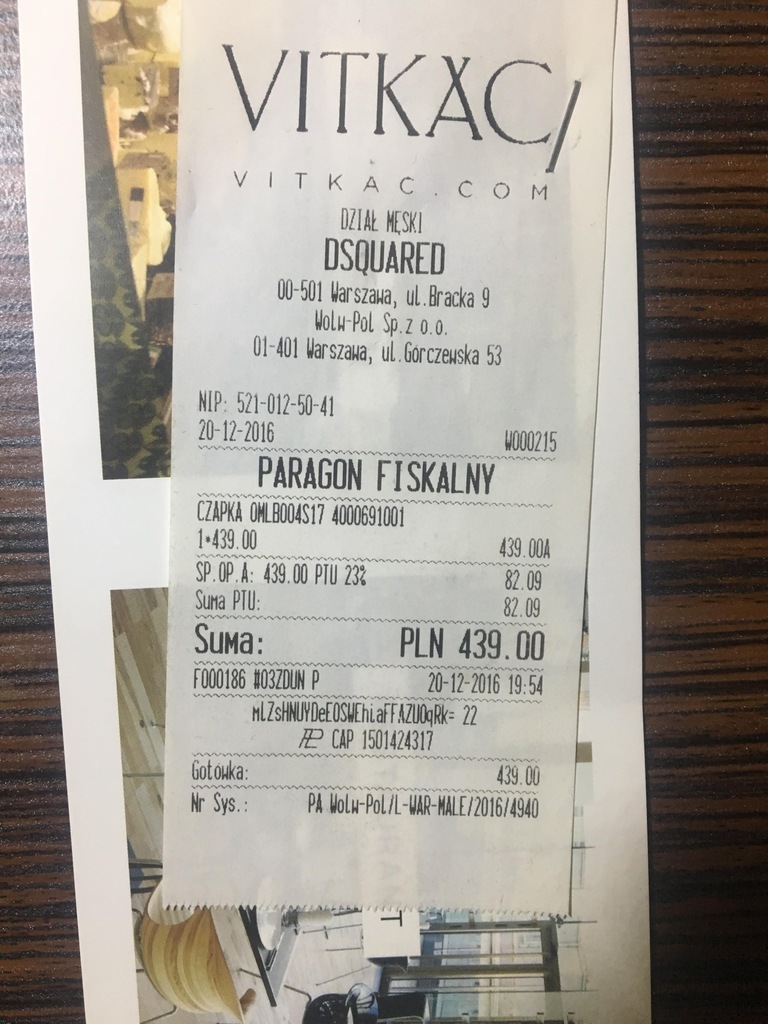 VITKAC/
VITKAC.COM
DZIAŁ MĘSKI
DSQUARED
00-501 Warszawa, ul.Bracka 9
Wolw-Pol Sp.z o.o.
01-401 Warszawa, ul.Górczewska 53
NIP: 521-012-50-41
20-12-2016 W000215
PARAGON FISKALNY
CZAPKA 0MLB004S17 4000691001
1*439.00 439.00A
SP.OP.A: 439.00 PTU 23% 82.09
Suma PTU: 82.09
Suma: PLN 439.00
F000186 #03ZDUN P 20-12-2016 19:54
mLZsHNUYDeEOSWEhiaFFAZUOqRk= 22
CAP 1501424317
Gotówka: 439.00
Nr Sys.: PA Wolw-Pol/L-WAR-MALE/2016/4940
T